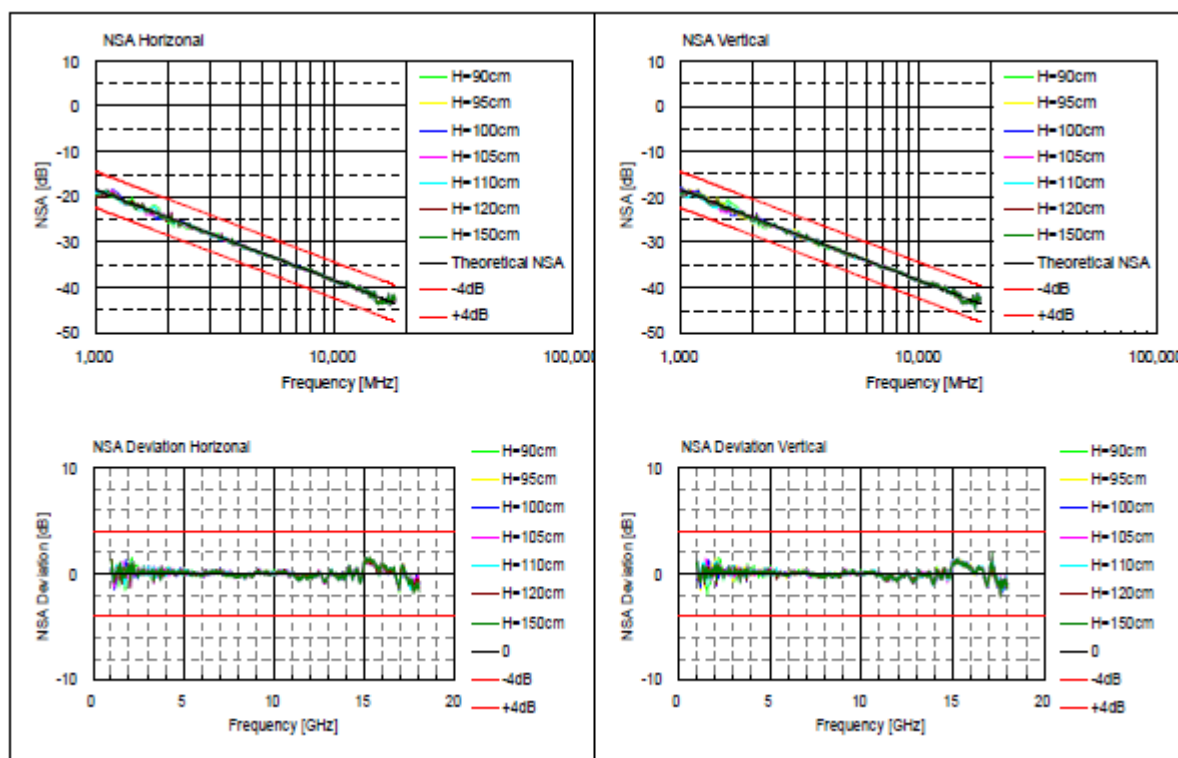 NSA Horizonal
NSA [dB]
10
0
-10
-20
-30
-40
-50
1,000
10,000
100,000
Frequency [MHz]
H=90cm
H=95cm
H=100cm
H=105cm
H=110cm
H=120cm
H=150cm
Theoretical NSA
-4dB
+4dB
NSA Vertical
NSA [dB]
10
0
-10
-20
-30
-40
-50
1,000
10,000
100,000
Frequency [MHz]
H=90cm
H=95cm
H=100cm
H=105cm
H=110cm
H=120cm
H=150cm
Theoretical NSA
-4dB
+4dB
NSA Deviation Horizonal
NSA Deviation [dB]
10
0
-10
0
5
10
15
20
Frequency [GHz]
H=90cm
H=95cm
H=100cm
H=105cm
H=110cm
H=120cm
H=150cm
0
-4dB
+4dB
NSA Deviation Vertical
NSA Deviation [dB]
10
0
-10
0
5
10
15
20
Frequency [GHz]
H=90cm
H=95cm
H=100cm
H=105cm
H=110cm
H=120cm
H=150cm
0
-4dB
+4dB